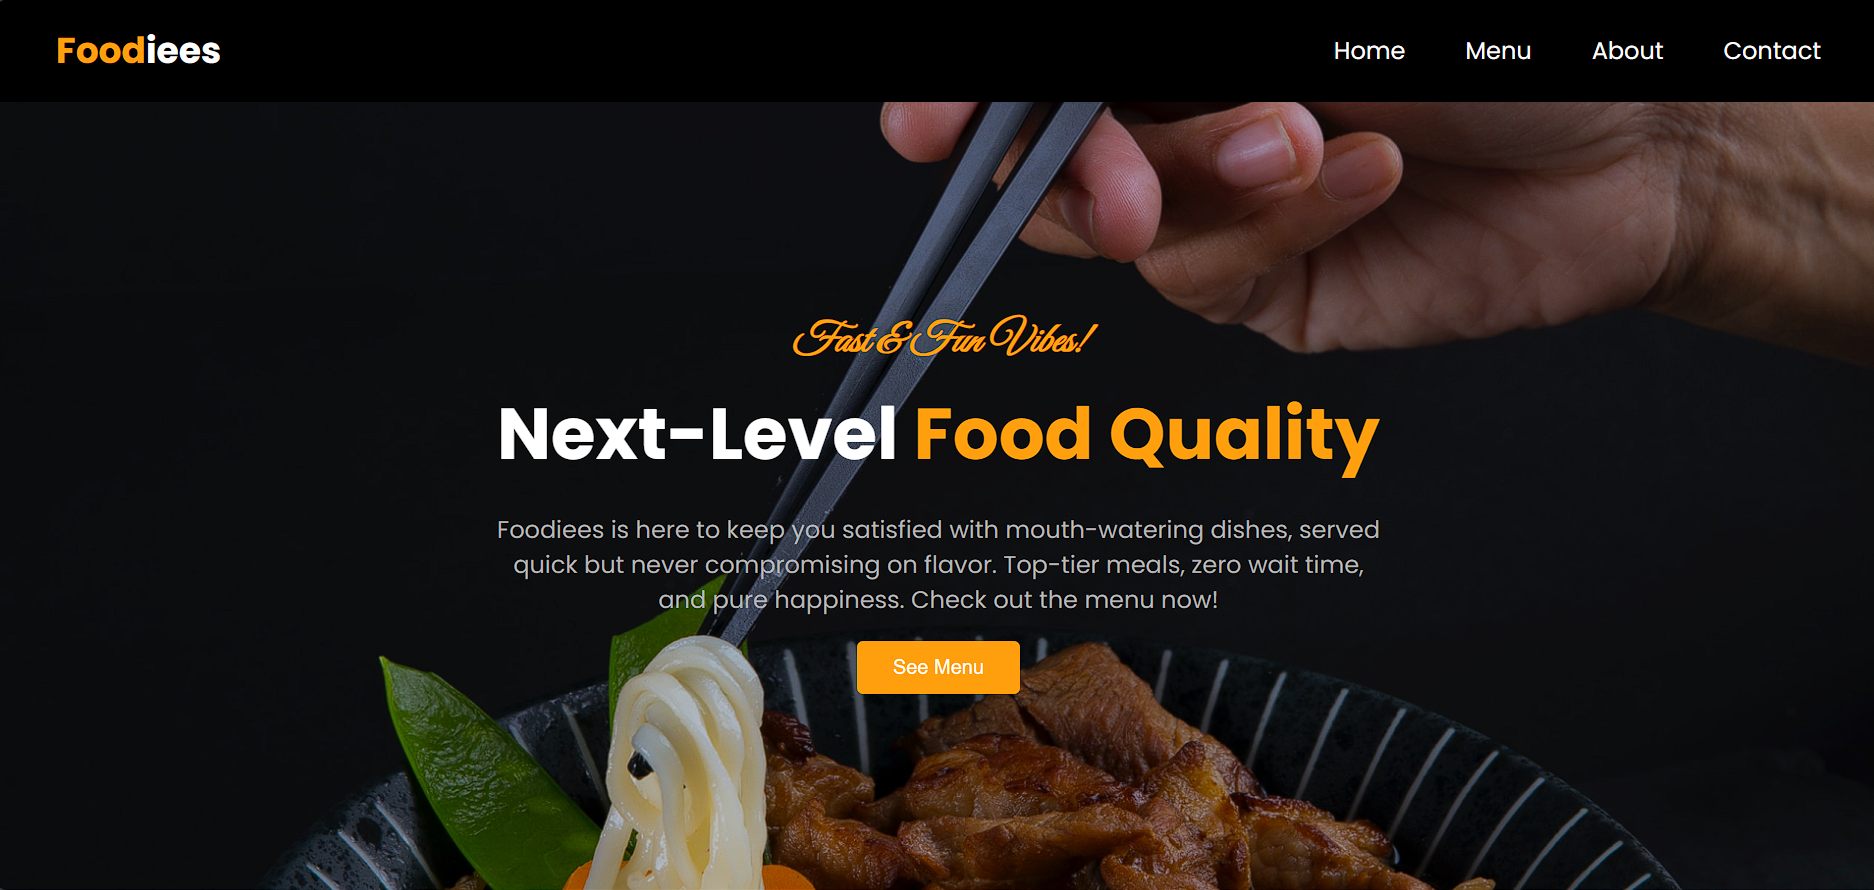 Foodiees
Home Menu About Contact
Fast & Fun Vibes!
Next-Level Food Quality
Foodiees is here to keep you satisfied with mouth-watering dishes, served
quick but never compromising on flavor. Top-tier meals, zero wait time,
and pure happiness. Check out the menu now!
See Menu